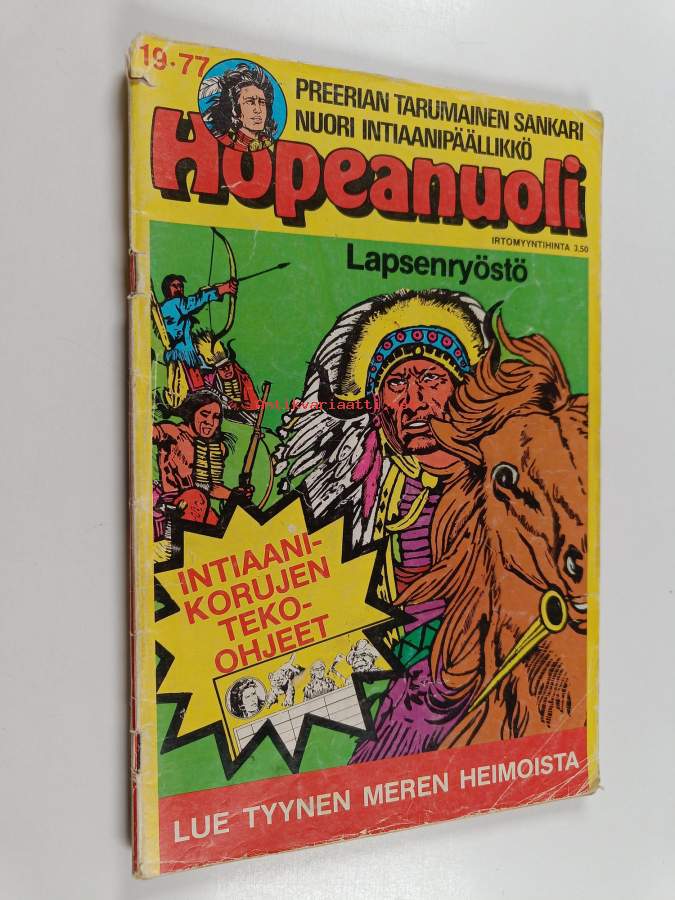 19·77
PREERIAN TARUMAINEN SANKARI
NUORI INTIAANIPÄÄLLIKKÖ
Hopeanuoli
IRTOMYYNTIHINTA 3,50
Lapsenryöstö
INTIAANI-
KORUJEN
TEKO-
OHJEET
LUE TYYNEN MEREN HEIMOISTA